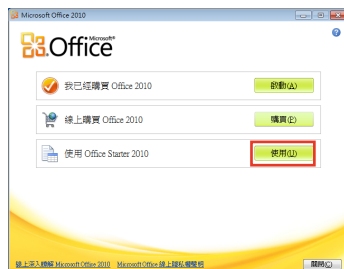 Microsoft Office 2010
Microsoft®
Office
我已經購買 Office 2010
啟動(A)
線上購買 Office 2010
購買(P)
使用 Office Starter 2010
使用(U)
線上深入瞭解 Microsoft Office 2010
Microsoft Office 線上隱私權聲明
關閉(C)